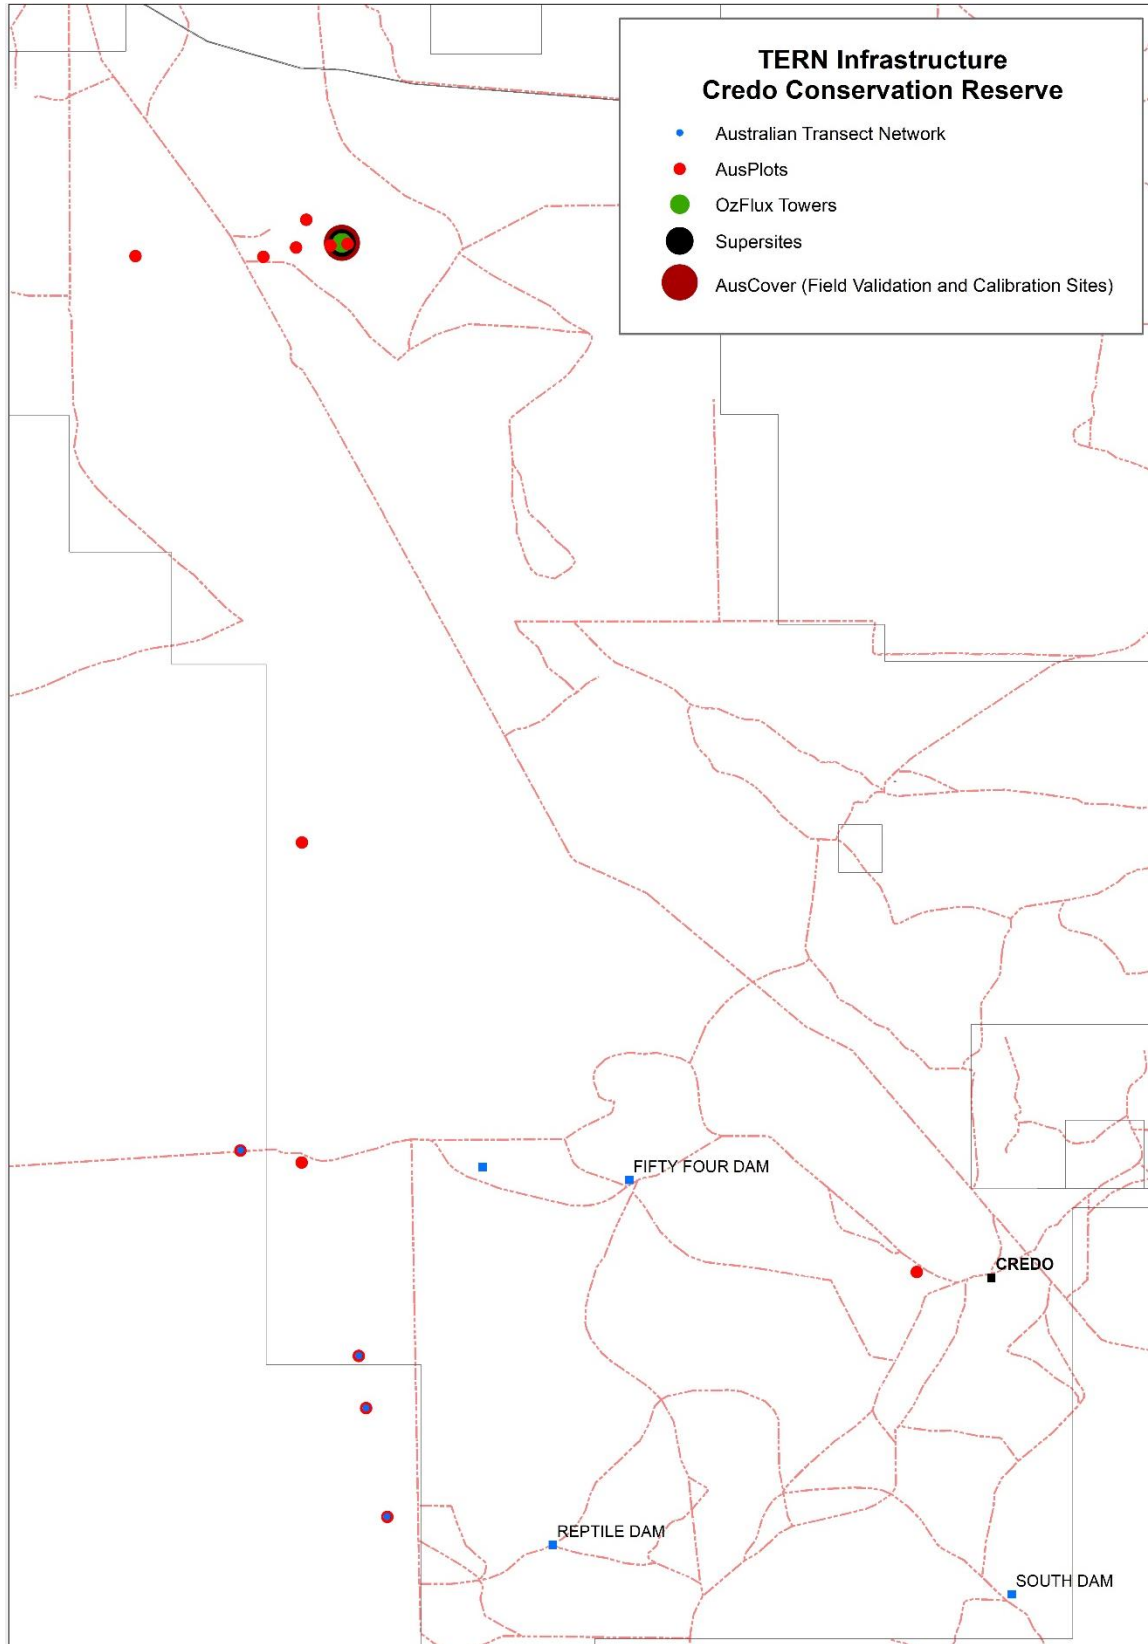 TERN Infrastructure
Credo Conservation Reserve
Australian Transect Network
AusPlots
OzFlux Towers
Supersites
AusCover (Field Validation and Calibration Sites)
FIFTY FOUR DAM
CREDO
REPTILE DAM
SOUTH DAM